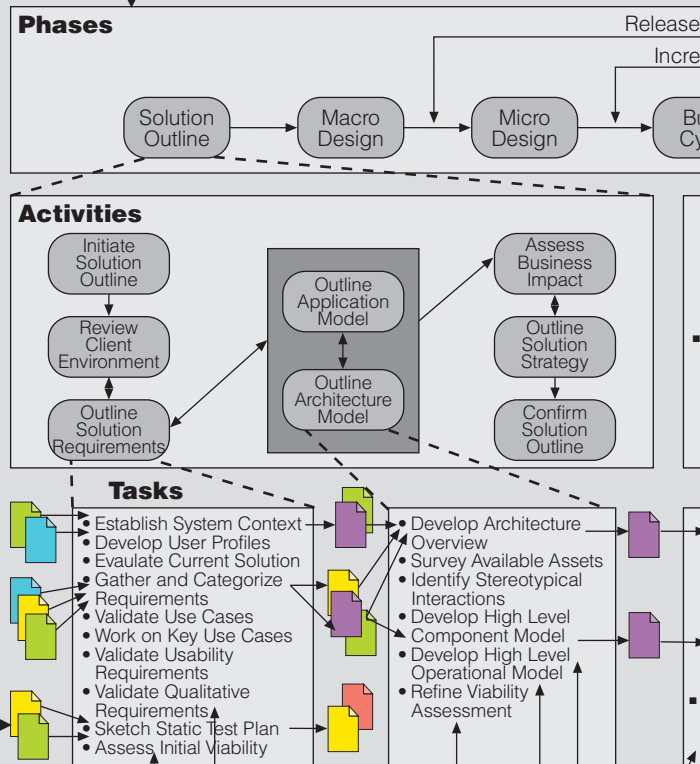 Phases
Release
Incre
Solution
Outline
Macro
Design
Micro
Design
Bu
Cy
Activities
Initiate
Solution
Outline
Review
Client
Environment
Outline
Solution
Requirements
Outline
Application
Model
Outline
Architecture
Model
Assess
Business
Impact
Outline
Solution
Strategy
Confirm
Solution
Outline
Tasks
• Establish System Context
• Develop User Profiles
• Evaulate Current Solution
• Gather and Categorize
Requirements
• Validate Use Cases
• Work on Key Use Cases
• Validate Usability
Requirements
• Validate Qualitative
Requirements
• Sketch Static Test Plan
• Assess Initial Viability
• Develop Architecture
Overview
• Survey Available Assets
• Identify Stereotypical
Interactions
• Develop High Level
Component Model
• Develop High Level
Operational Model
• Refine Viability
Assessment